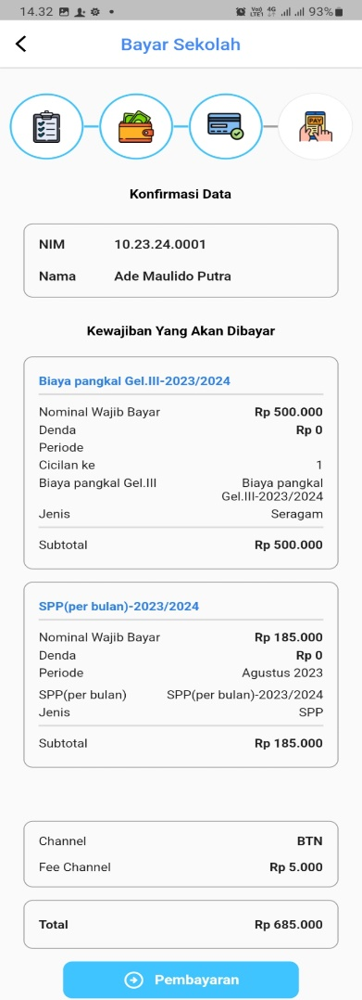 14.32 VoD LTE1 4G 93%
Bayar Sekolah
PAY
Konfirmasi Data
NIM 10.23.24.0001
Nama Ade Maulido Putra
Kewajiban Yang Akan Dibayar
Biaya pangkal Gel.III-2023/2024
Nominal Wajib Bayar Rp 500.000
Denda Rp 0
Periode
Cicilan ke 1
Biaya pangkal Gel.III Biaya pangkal
Gel.III-2023/2024
Jenis Seragam
Subtotal Rp 500.000
SPP(per bulan)-2023/2024
Nominal Wajib Bayar Rp 185.000
Denda Rp 0
Periode Agustus 2023
SPP(per bulan) SPP(per bulan)-2023/2024
Jenis SPP
Subtotal Rp 185.000
Channel BTN
Fee Channel Rp 5.000
Total Rp 685.000
Pembayaran